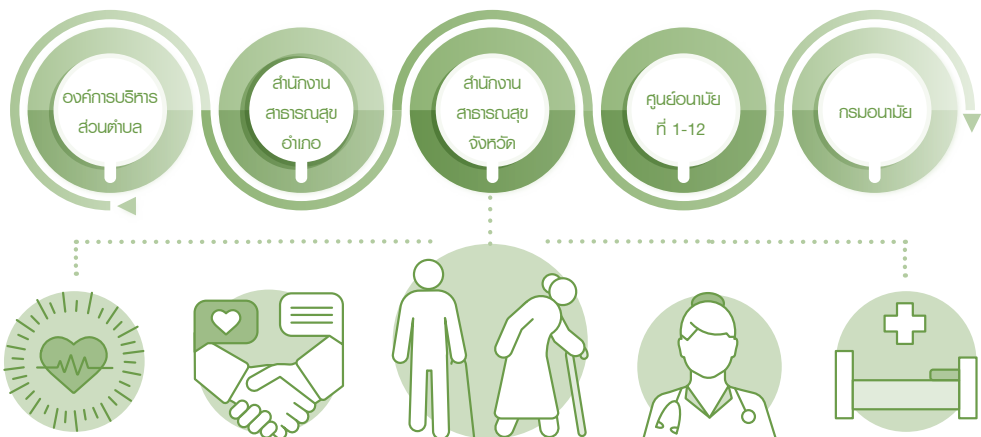 องค์การบริหาร
ส่วนตำบล
สำนักงาน
สาธารณสุข
อำเภอ
สำนักงาน
สาธารณสุข
จังหวัด
ศูนย์อนามัย
ที่ 1-12
กรมอนามัย